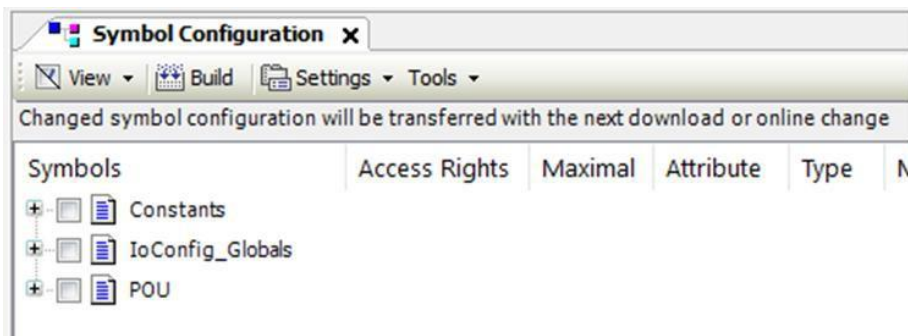 Symbol Configuration
View Build Settings Tools
Changed symbol configuration will be transferred with the next download or online change
Symbols Access Rights Maximal Attribute Type
Constants
IoConfig_Globals
POU